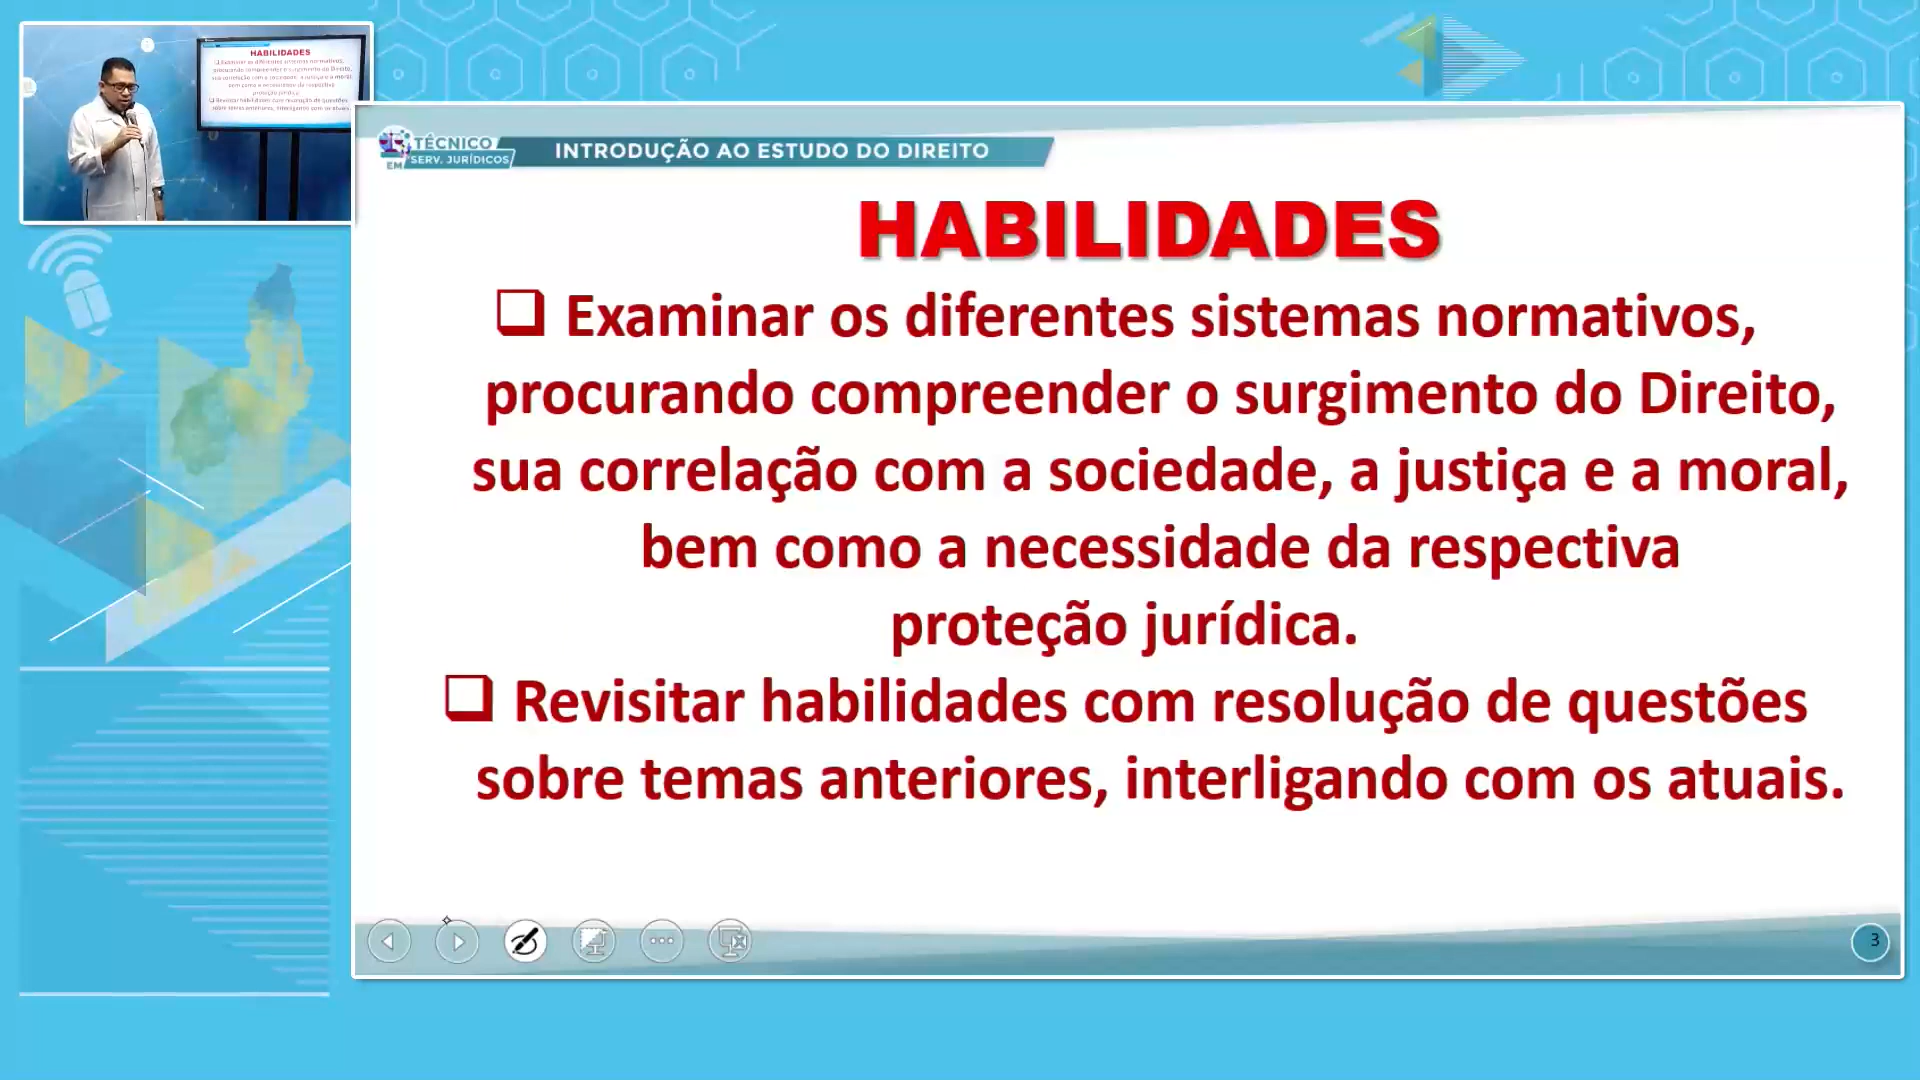 HABILIDADES
TÉCNICO
EM SERV. JURÍDICOS
INTRODUÇÃO AO ESTUDO DO DIREITO
HABILIDADES
❑ Examinar os diferentes sistemas normativos,
procurando compreender o surgimento do Direito,
sua correlação com a sociedade, a justiça e a moral,
bem como a necessidade da respectiva
proteção jurídica.
❑ Revisitar habilidades com resolução de questões
sobre temas anteriores, interligando com os atuais.
3